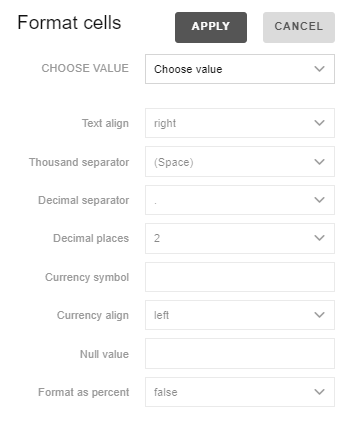 Format cells APPLY CANCEL
CHOOSE VALUE Choose value
Text align right
Thousand separator (Space)
Decimal separator .
Decimal places 2
Currency symbol
Currency align left
Null value
Format as percent false